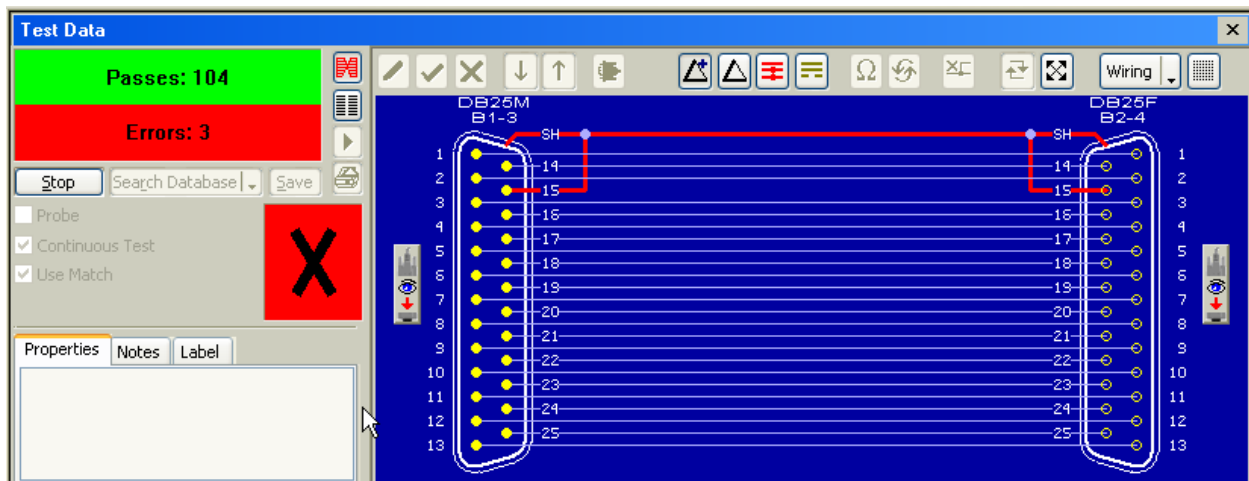 Test Data
Passes: 104
Errors: 3
Stop Search Database Save
Probe
Continuous Test
Use Match
Properties Notes Label
Ω Wiring
DB25M DB25F
B1-3 B2-4
SH SH
1 1
14 14
2 2
15 15
3 3
16 16
4 4
17 17
5 5
18 18
6 6
19 19
7 7
20 20
8 8
21 21
9 9
22 22
10 10
23 23
11 11
24 24
12 12
25 25
13 13